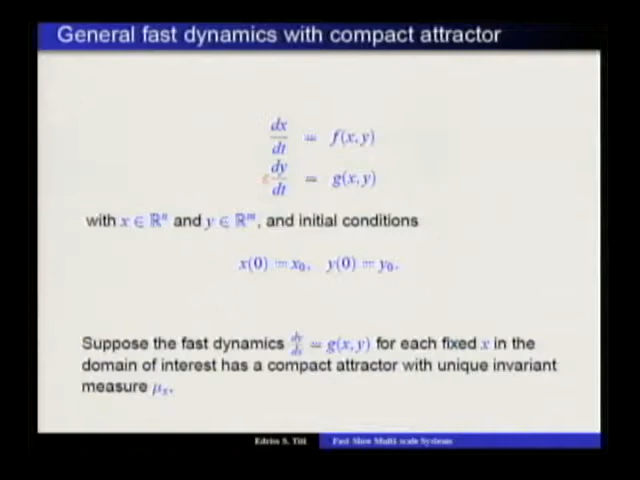 General fast dynamics with compact attractor
dx/dt = f(x, y)
ε dy/dt = g(x, y)
with x ∈ ℝⁿ and y ∈ ℝᵐ, and initial conditions
x(0) = x₀, y(0) = y₀.
Suppose the fast dynamics dy/ds = g(x, y) for each fixed x in the
domain of interest has a compact attractor with unique invariant
measure μₓ.
Edriss S. Titi Fast Slow Multi-scale Systems